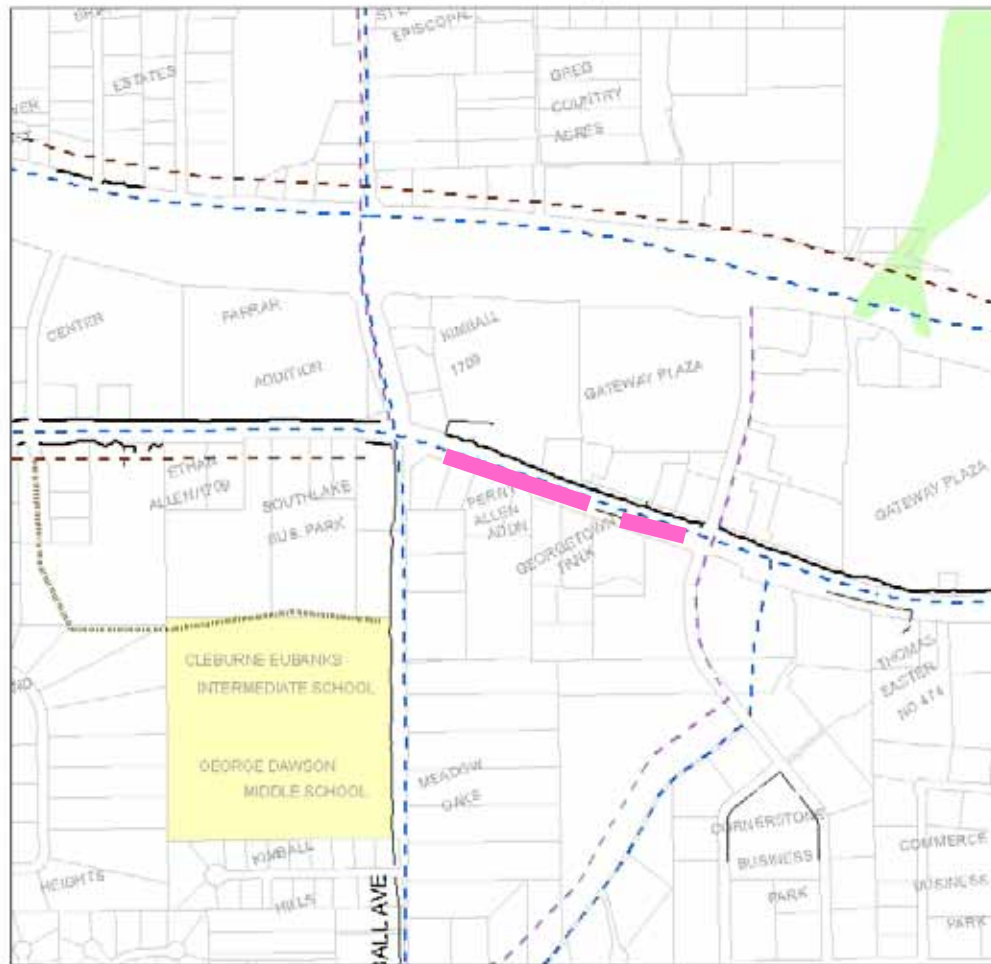 EPISCOPAL
ESTATES
GREG
COUNTRY
ACRES
CENTER
FARRAR
ADDITION
KIMBALL
1709
GATEWAY PLAZA
ETHAN
ALLEN/1709
SOUTHLAKE
BUS. PARK
PERRY
ALLEN
ADDN
GEORGETOWN
PARK
GATEWAY PLAZA
CLEBURNE EUBANKS
INTERMEDIATE SCHOOL
GEORGE DAWSON
MIDDLE SCHOOL
THOMAS
EASTER
NO 474
MEADOW
OAKS
CORNERSTONE
BUSINESS
PARK
COMMERCE
BUSINESS
PARK
KIMBALL
HILLS
HEIGHTS
BALL AVE